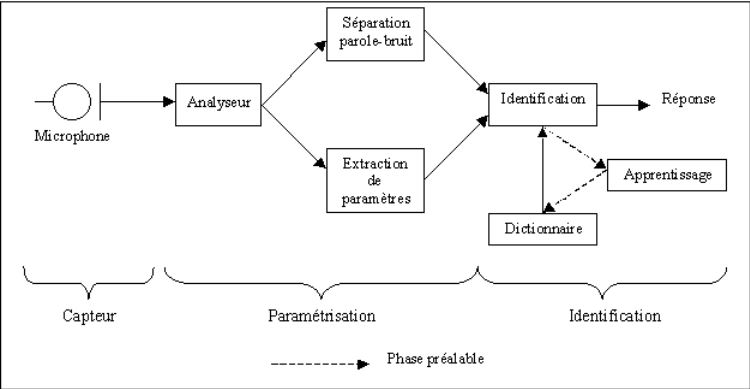 Séparation
parole-bruit
Analyseur
Identification
Réponse
Microphone
Extraction
de
paramètres
Apprentissage
Dictionnaire
Capteur
Paramétrisation
Identification
Phase préalable